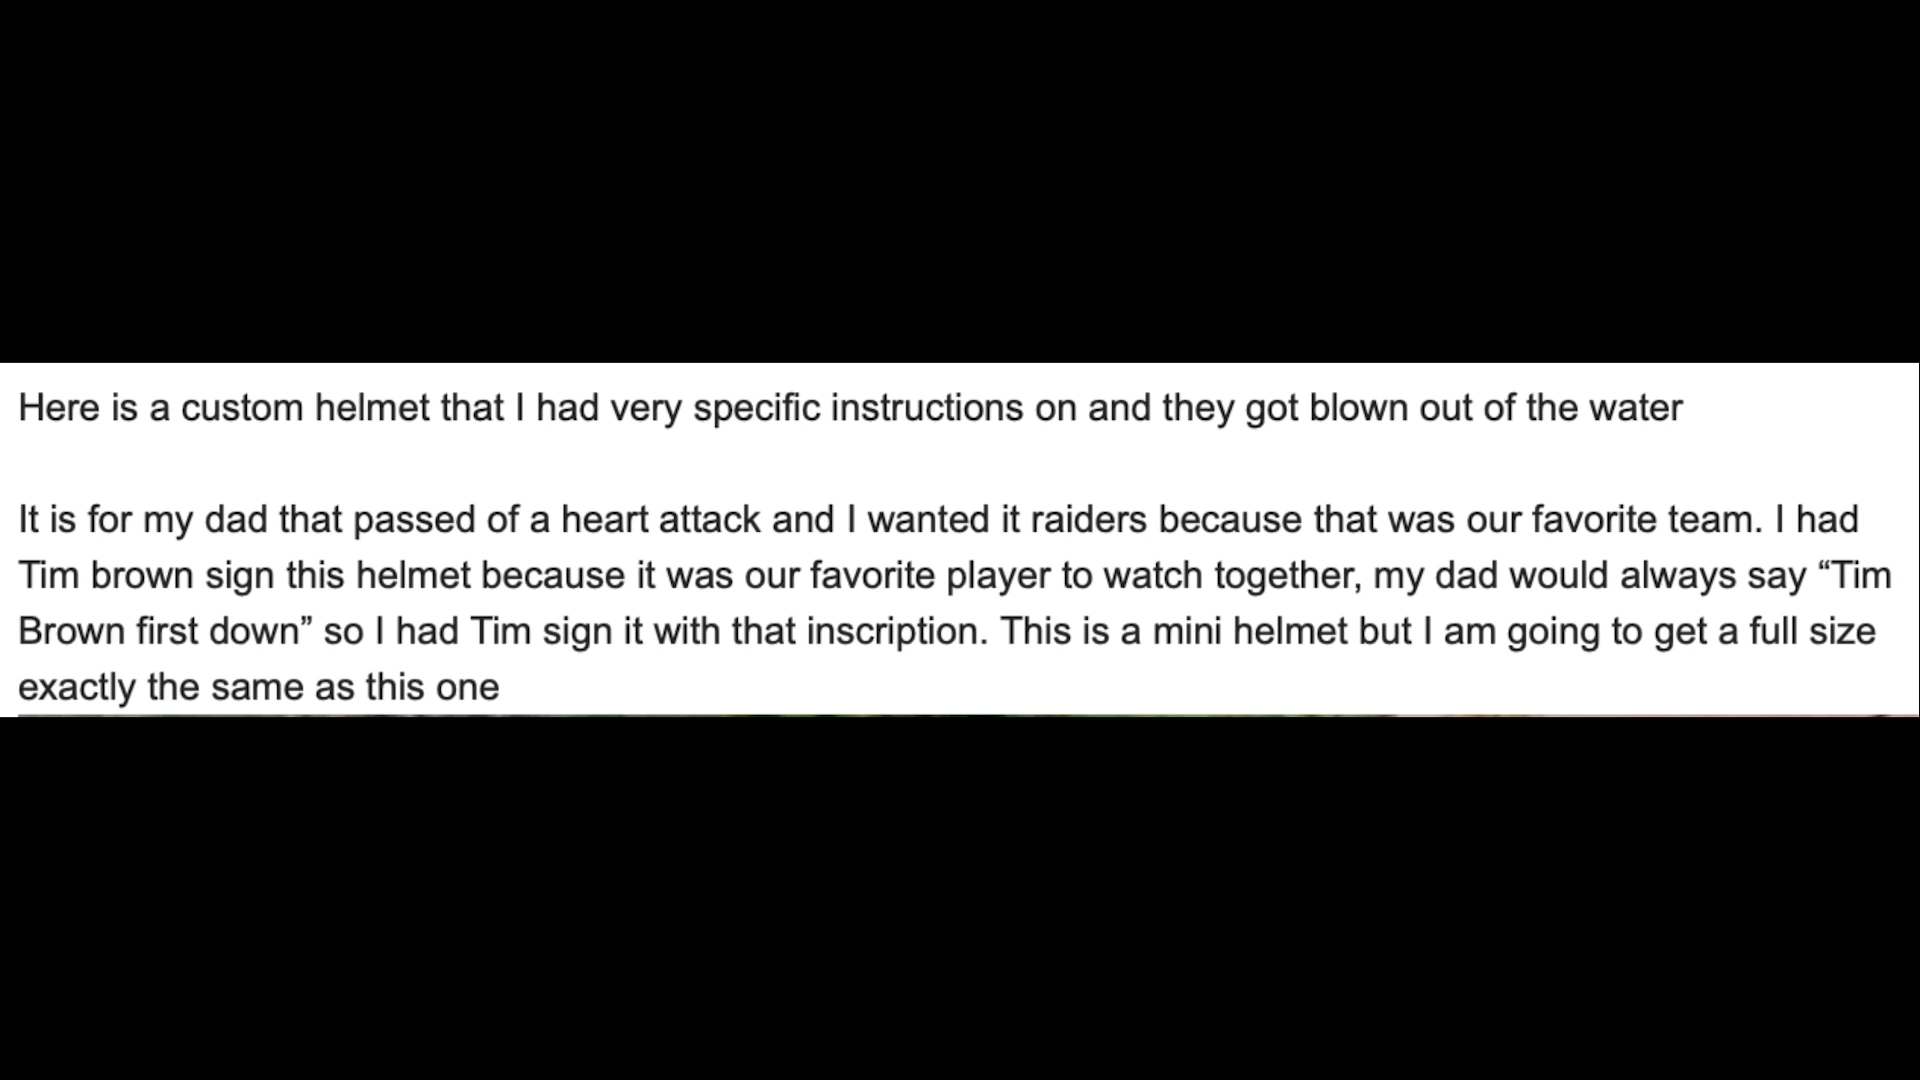 Here is a custom helmet that I had very specific instructions on and they got blown out of the water
It is for my dad that passed of a heart attack and I wanted it raiders because that was our favorite team. I had
Tim brown sign this helmet because it was our favorite player to watch together, my dad would always say “Tim
Brown first down” so I had Tim sign it with that inscription. This is a mini helmet but I am going to get a full size
exactly the same as this one